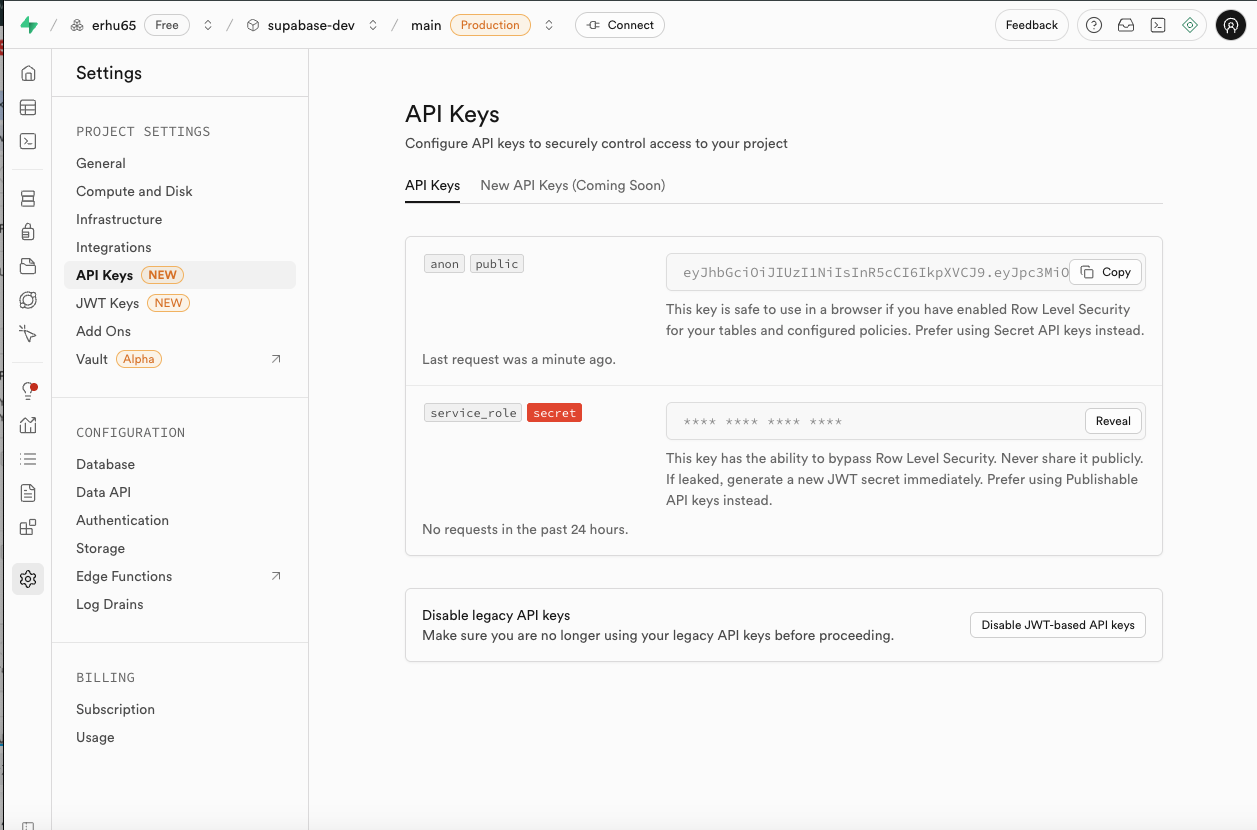 erhu65 Free supabase-dev main Production Connect Feedback
Settings
PROJECT SETTINGS
General
Compute and Disk
Infrastructure
Integrations
API Keys NEW
JWT Keys NEW
Add Ons
Vault Alpha
CONFIGURATION
Database
Data API
Authentication
Storage
Edge Functions
Log Drains
BILLING
Subscription
Usage
API Keys
Configure API keys to securely control access to your project
API Keys New API Keys (Coming Soon)
anon public
eyJhbGciOiJIUzI1NiIsInR5cCI6IkpXVCJ9.eyJpc3MiO Copy
This key is safe to use in a browser if you have enabled Row Level Security
for your tables and configured policies. Prefer using Secret API keys instead.
Last request was a minute ago.
service_role secret
**** **** **** **** Reveal
This key has the ability to bypass Row Level Security. Never share it publicly.
If leaked, generate a new JWT secret immediately. Prefer using Publishable
API keys instead.
No requests in the past 24 hours.
Disable legacy API keys
Make sure you are no longer using your legacy API keys before proceeding.
Disable JWT-based API keys